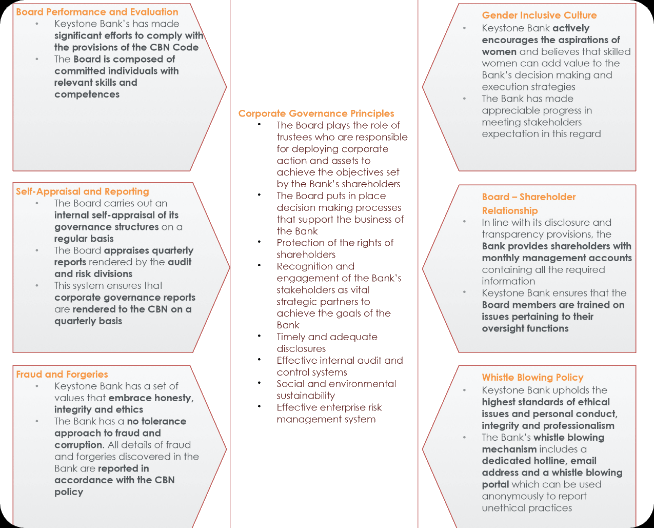 Board Performance and Evaluation
• Keystone Bank's has made
significant efforts to comply with
the provisions of the CBN Code
• The Board is composed of
committed individuals with
relevant skills and
competences
Self-Appraisal and Reporting
• The Board carries out an
internal self-appraisal of its
governance structures on a
regular basis
• The Board appraises quarterly
reports rendered by the audit
and risk divisions
• This system ensures that
corporate governance reports
are rendered to the CBN on a
quarterly basis
Fraud and Forgeries
• Keystone Bank has a set of
values that embrace honesty,
integrity and ethics
• The Bank has a no tolerance
approach to fraud and
corruption. All details of fraud
and forgeries discovered in the
Bank are reported in
accordance with the CBN
policy
Corporate Governance Principles
• The Board plays the role of
trustees who are responsible
for deploying corporate
action and assets to
achieve the objectives set
by the Bank's shareholders
• The Board puts in place
decision making processes
that support the business of
the Bank
• Protection of the rights of
shareholders
• Recognition and
engagement of the Bank's
stakeholders as vital
strategic partners to
achieve the goals of the
Bank
• Timely and adequate
disclosures
• Effective internal audit and
control systems
• Social and environmental
sustainability
• Effective enterprise risk
management system
Gender Inclusive Culture
• Keystone Bank actively
encourages the aspirations of
women and believes that skilled
women can add value to the
Bank's decision making and
execution strategies
• The Bank has made
appreciable progress in
meeting stakeholders
expectation in this regard
Board – Shareholder
Relationship
• In line with its disclosure and
transparency provisions, the
Bank provides shareholders with
monthly management accounts
containing all the required
information
• Keystone Bank ensures that the
Board members are trained on
issues pertaining to their
oversight functions
Whistle Blowing Policy
• Keystone Bank upholds the
highest standards of ethical
issues and personal conduct,
integrity and professionalism
• The Bank's whistle blowing
mechanism includes a
dedicated hotline, email
address and a whistle blowing
portal which can be used
anonymously to report
unethical practices